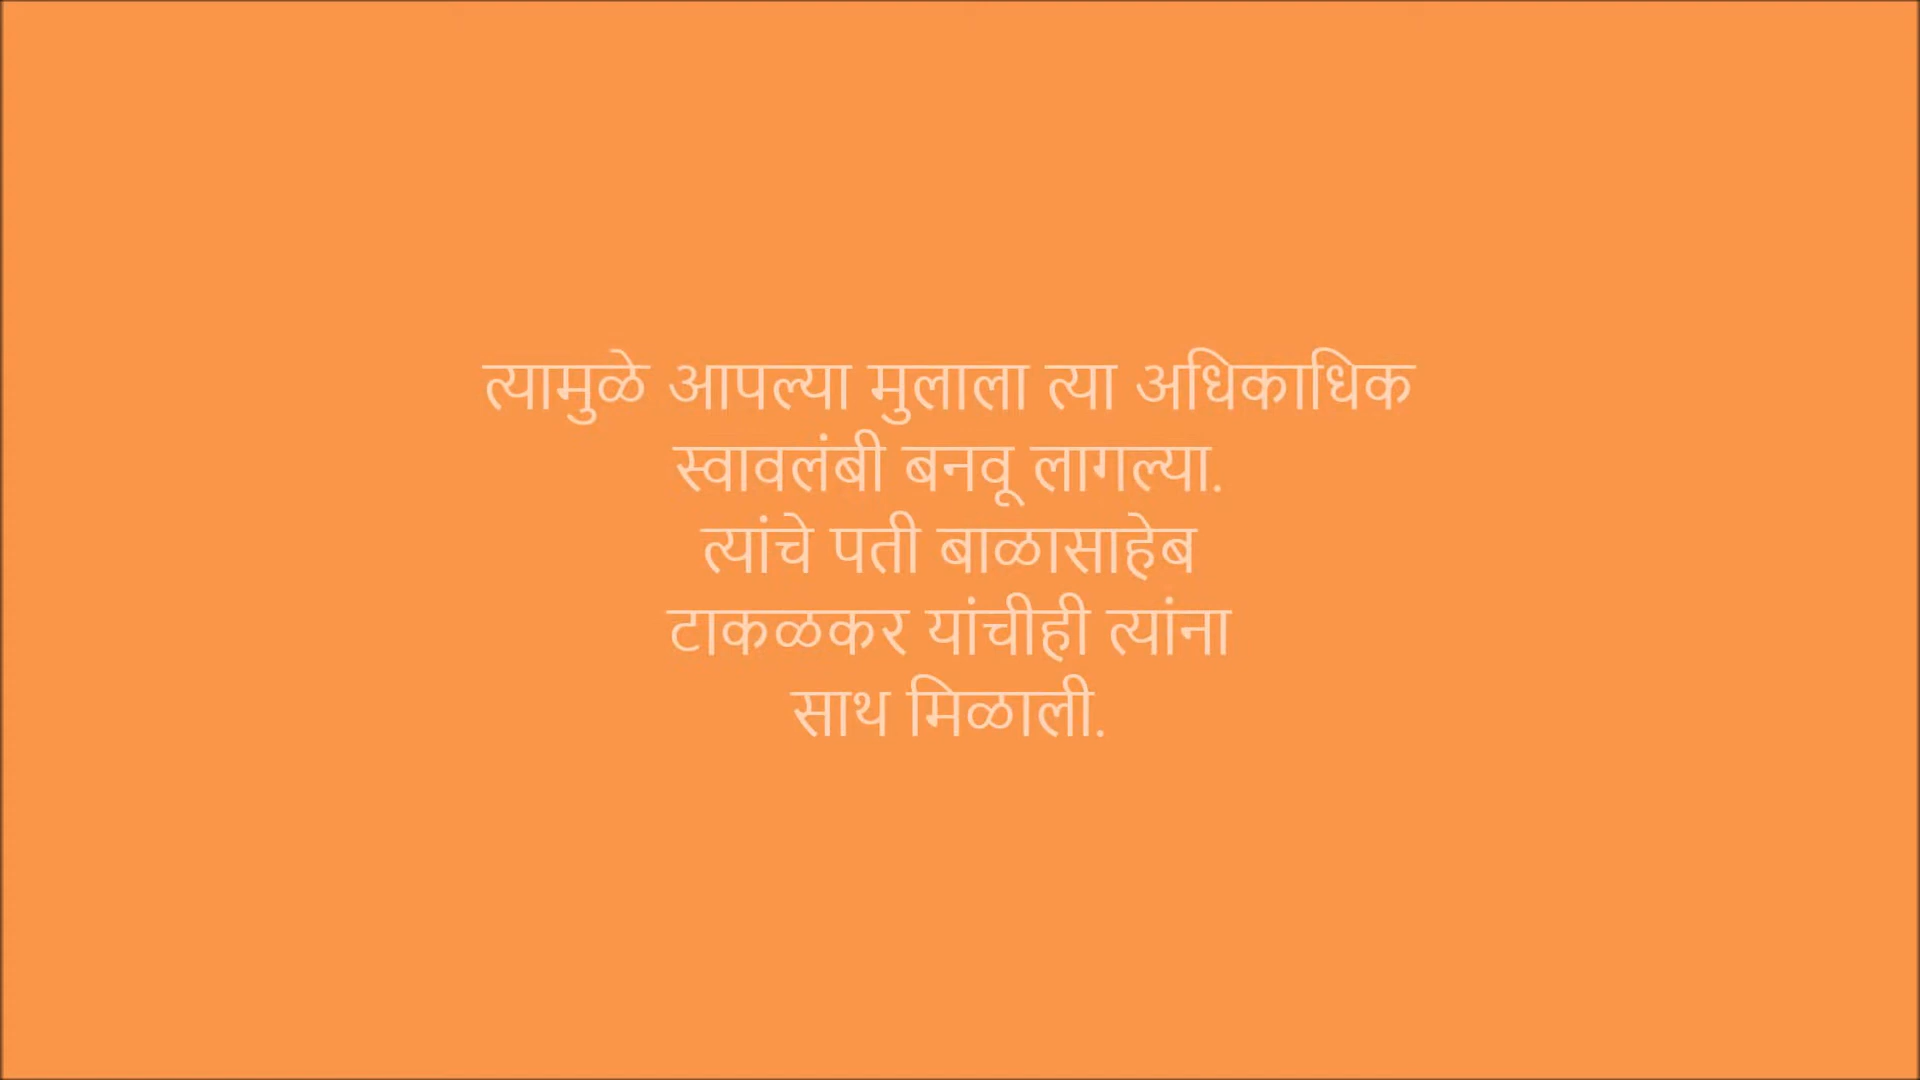 त्यामुळे आपल्या मुलाला त्या अधिकाधिक
स्वावलंबी बनवू लागल्या.
त्यांचे पती बाळासाहेब
टाकळकर यांचीही त्यांना
साथ मिळाली.